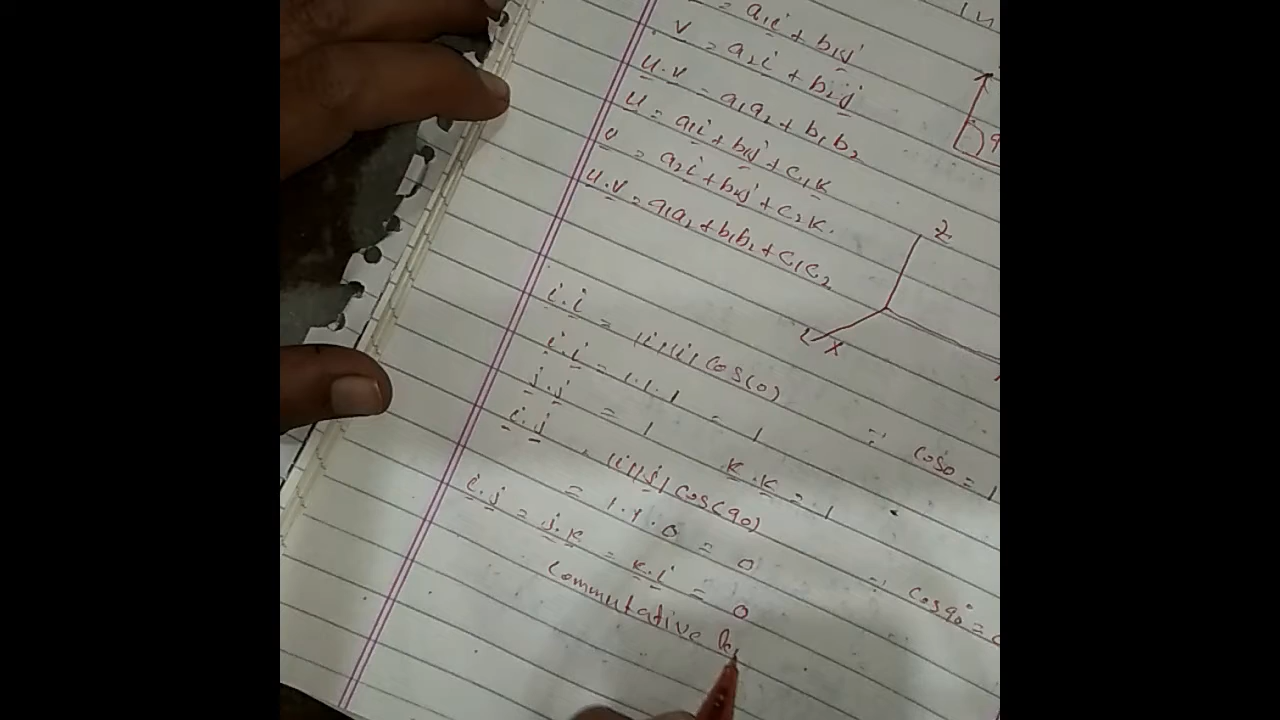 = a₁i + b₁j
v = a₂i + b₂j
u.v = a₁a₂ + b₁b₂
u = a₁i + b₁j + c₁k
v = a₂i + b₂j + c₂k.
u.v = a₁a₂ + b₁b₂ + c₁c₂
z
x
i.i = |i||i| cos(0)
i.i = 1.1.1 = 1 ∵ cos0 = 1
j.j = 1 k.k = 1
i.j , |i||j| cos(90)
= 1.1.0 = 0 ∵ cos90° =
i.j = j.k = k.i = 0
Commutative